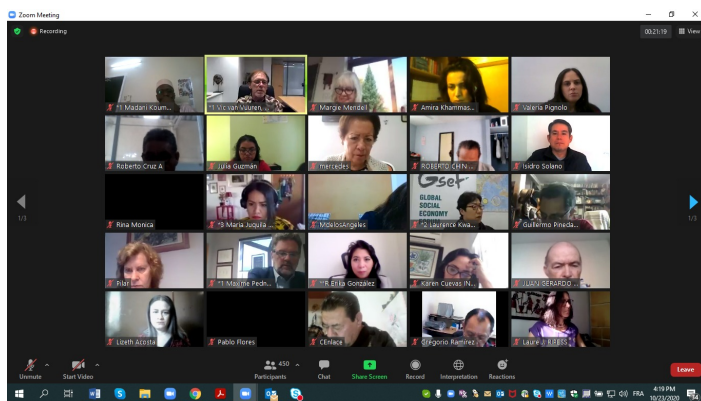 Zoom Meeting
Recording
00:21:19 View
*1 Madani Koum...
*1 Vic van Vuuren, ...
Margie Mendell
Amira Kharrmas...
Valeria Pignolo
Roberto Cruz A
Julia Guzmán
mercedes
ROBERTO CHIN ...
Isidro Solano
Gsef
GLOBAL
SOCIAL
ECONOMY
1/3
Rina Monica
*3 Maria Juquila ...
MdelosAngeles
*2 Laurence Kwa...
Guillermo Pineda...
1/3
Pilar
*1 Maxime Pedn...
**R Erika Gonzalez
Karen Cuevas IN...
JUAN GERARDO ...
Lizeth Acosta
Pablo Flores
CEnlace
Gregorio Ramirez
Laure J. RIPESS
450
Unmute
Start Video
Participants
Chat
Share Screen
Record
Interpretation
Reactions
Leave
FRA
4:19 PM
10/23/2020